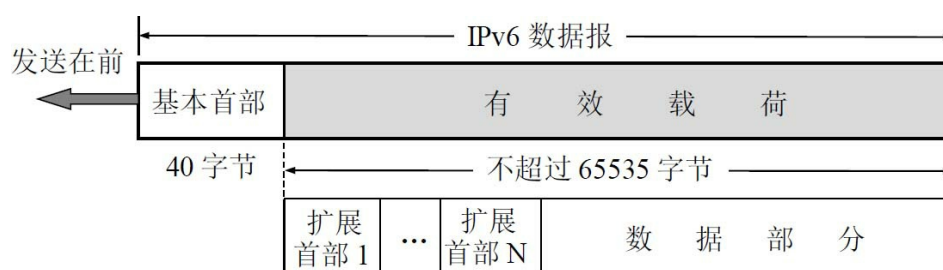 IPv6 数据报
发送在前
基本首部
有效载荷
40 字节
不超过 65535 字节
扩展
首部 1
...
扩展
首部 N
数据部分